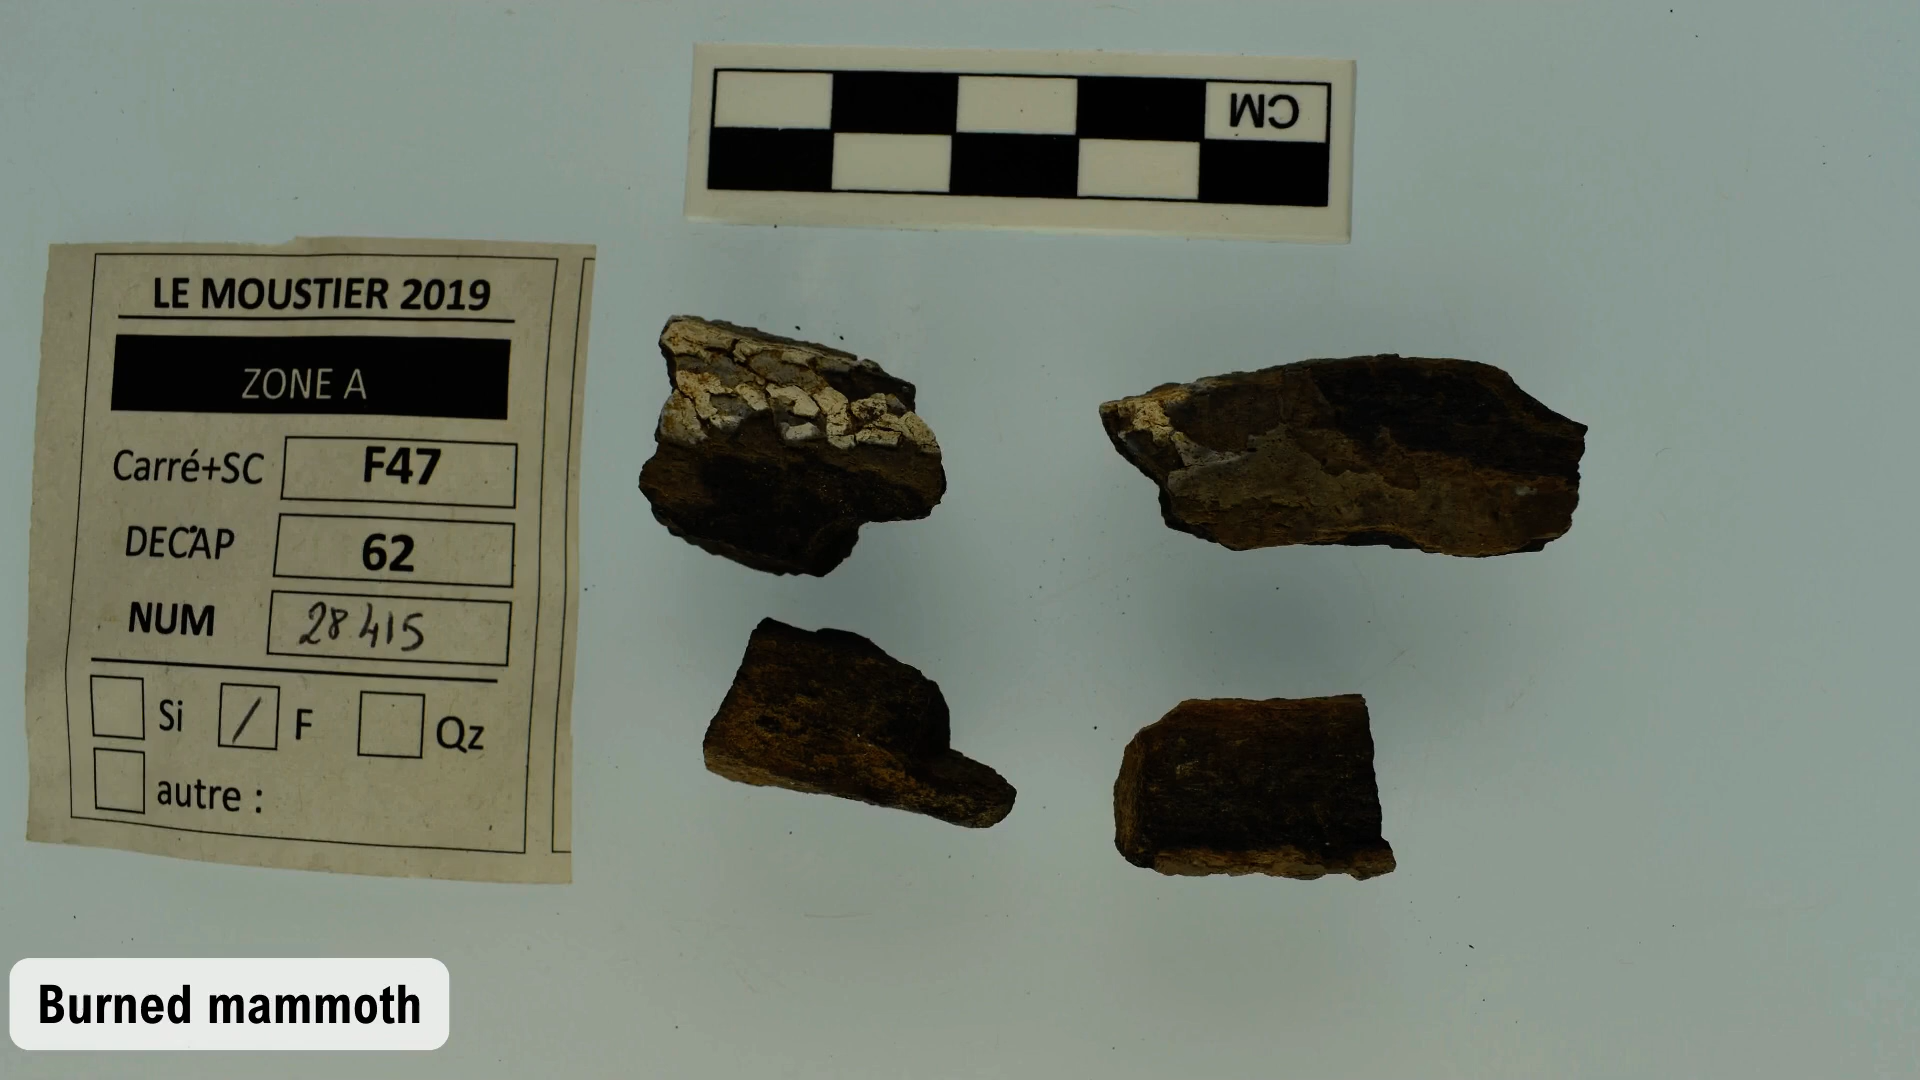 CM
LE MOUSTIER 2019
ZONE A
Carré+SC F47
DECAP 62
NUM 28415
Si / F Qz
autre :
Burned mammoth